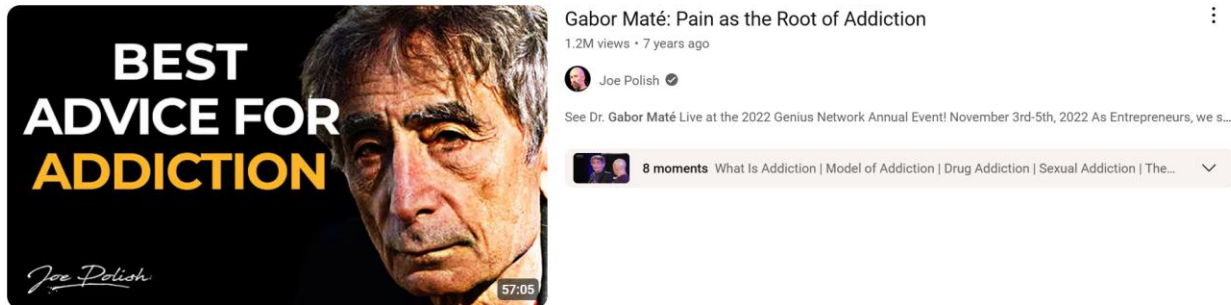 BEST
ADVICE FOR
ADDICTION
Joe Polish
57:05
Gabor Maté: Pain as the Root of Addiction
1.2M views • 7 years ago
Joe Polish
See Dr. Gabor Maté Live at the 2022 Genius Network Annual Event! November 3rd-5th, 2022 As Entrepreneurs, we s...
8 moments What Is Addiction | Model of Addiction | Drug Addiction | Sexual Addiction | The...